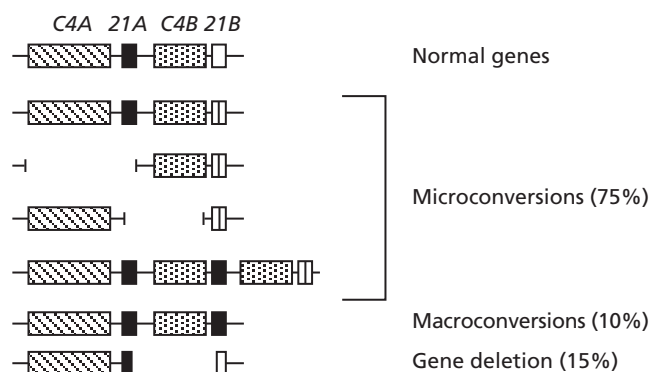 C4A 21A C4B 21B
Normal genes
Microconversions (75%)
Macroconversions (10%)
Gene deletion (15%)